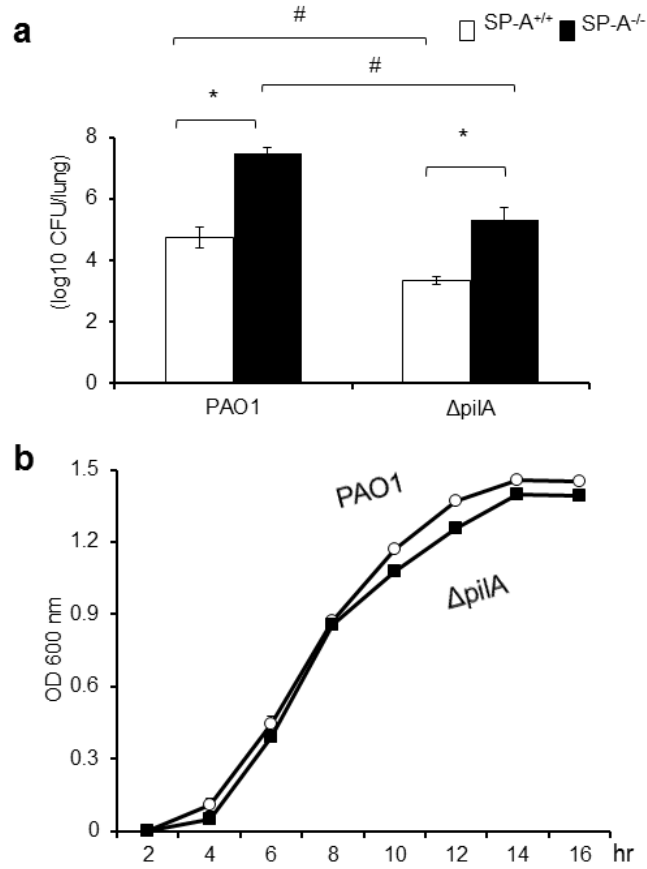 a
# SP-A+/+ SP-A-/-
#
*
*
(log10 CFU/lung)
8
6
4
2
0
PAO1 ΔpilA
b
1.5
1.2
0.9
0.6
0.3
0
OD 600 nm
PAO1
ΔpilA
2 4 6 8 10 12 14 16 hr